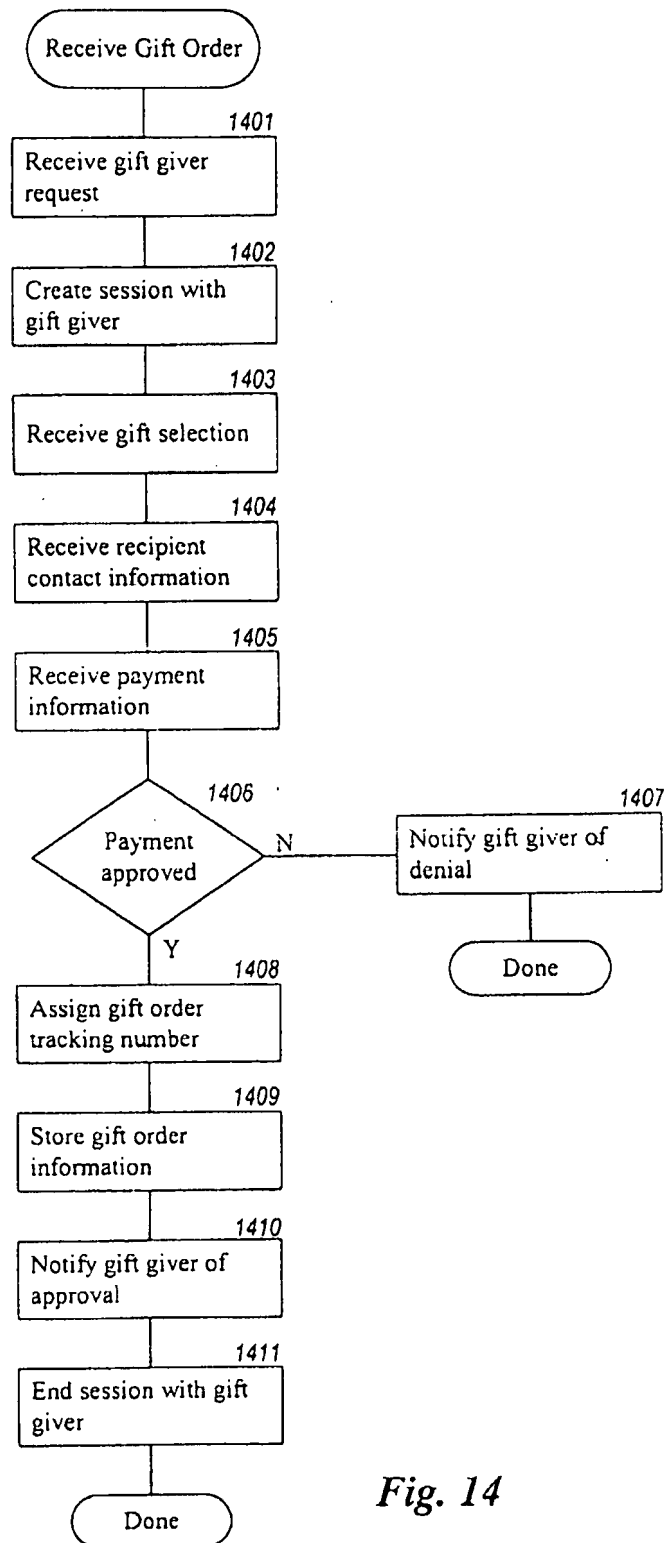 Receive Gift Order
1401
Receive gift giver
request
1402
Create session with
gift giver
1403
Receive gift selection
1404
Receive recipient
contact information
1405
Receive payment
information
1406
Payment
approved
N
1407
Notify gift giver of
denial
Done
Y
1408
Assign gift order
tracking number
1409
Store gift order
information
1410
Notify gift giver of
approval
1411
End session with gift
giver
Done
Fig. 14